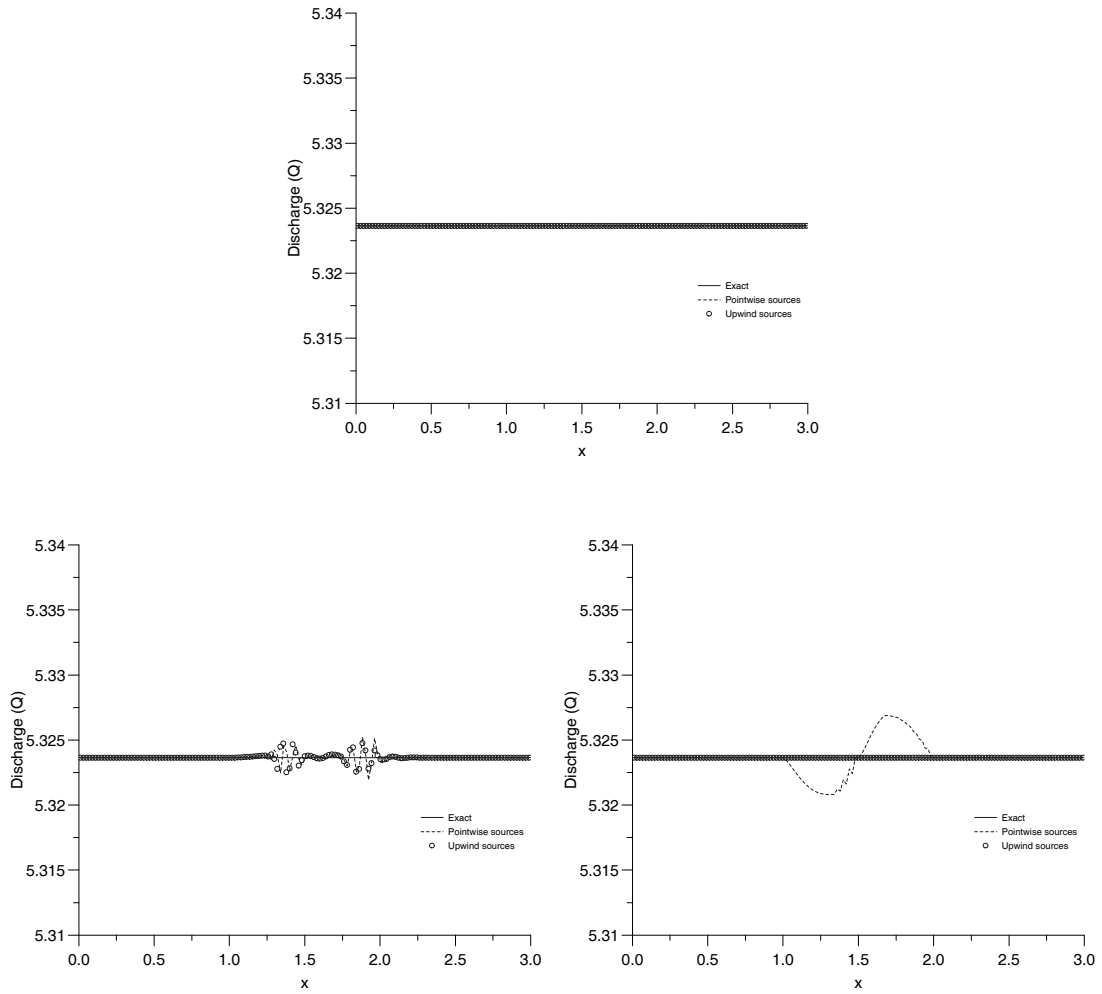 5.34
5.335
5.33
5.325
5.32
5.315
5.31
Discharge (Q)
0.0 0.5 1.0 1.5 2.0 2.5 3.0
x
Exact
Pointwise sources
Upwind sources
5.34
5.335
5.33
5.325
5.32
5.315
5.31
Discharge (Q)
0.0 0.5 1.0 1.5 2.0 2.5 3.0
x
Exact
Pointwise sources
Upwind sources
5.34
5.335
5.33
5.325
5.32
5.315
5.31
Discharge (Q)
0.0 0.5 1.0 1.5 2.0 2.5 3.0
x
Exact
Pointwise sources
Upwind sources